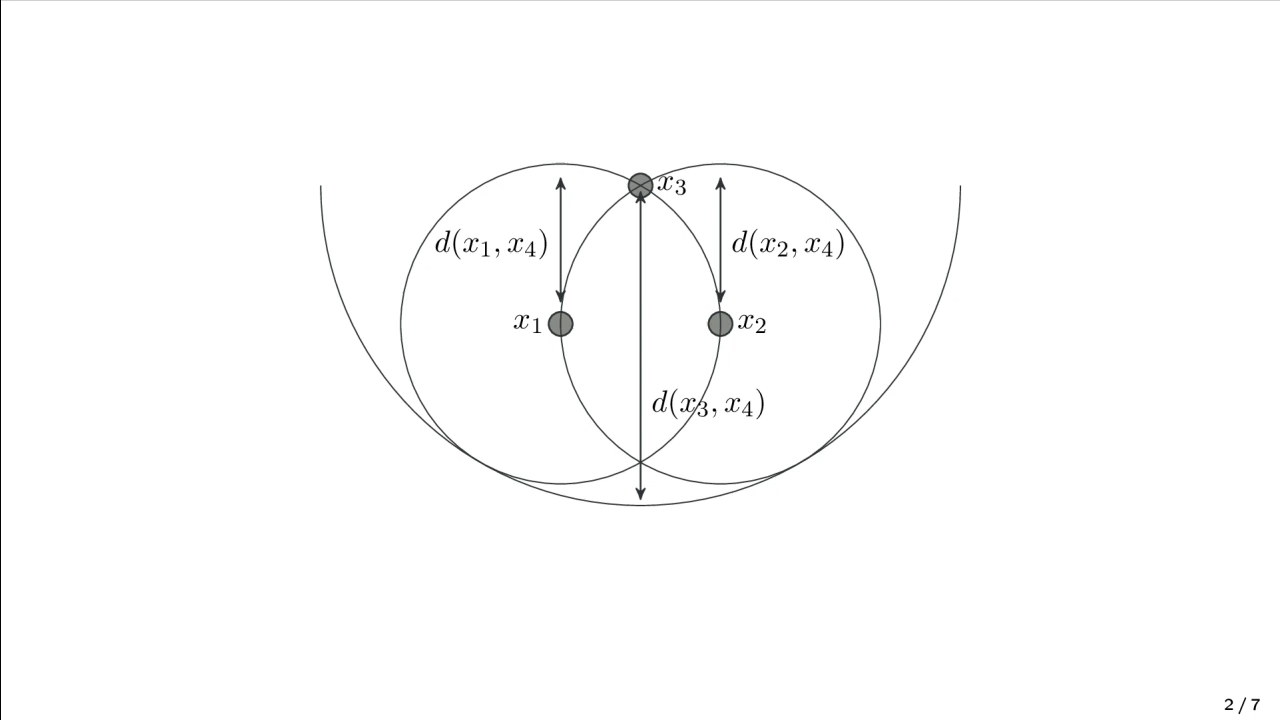 x₃
d(x₁, x₄)
d(x₂, x₄)
x₁
x₂
d(x₃, x₄)
2 / 7